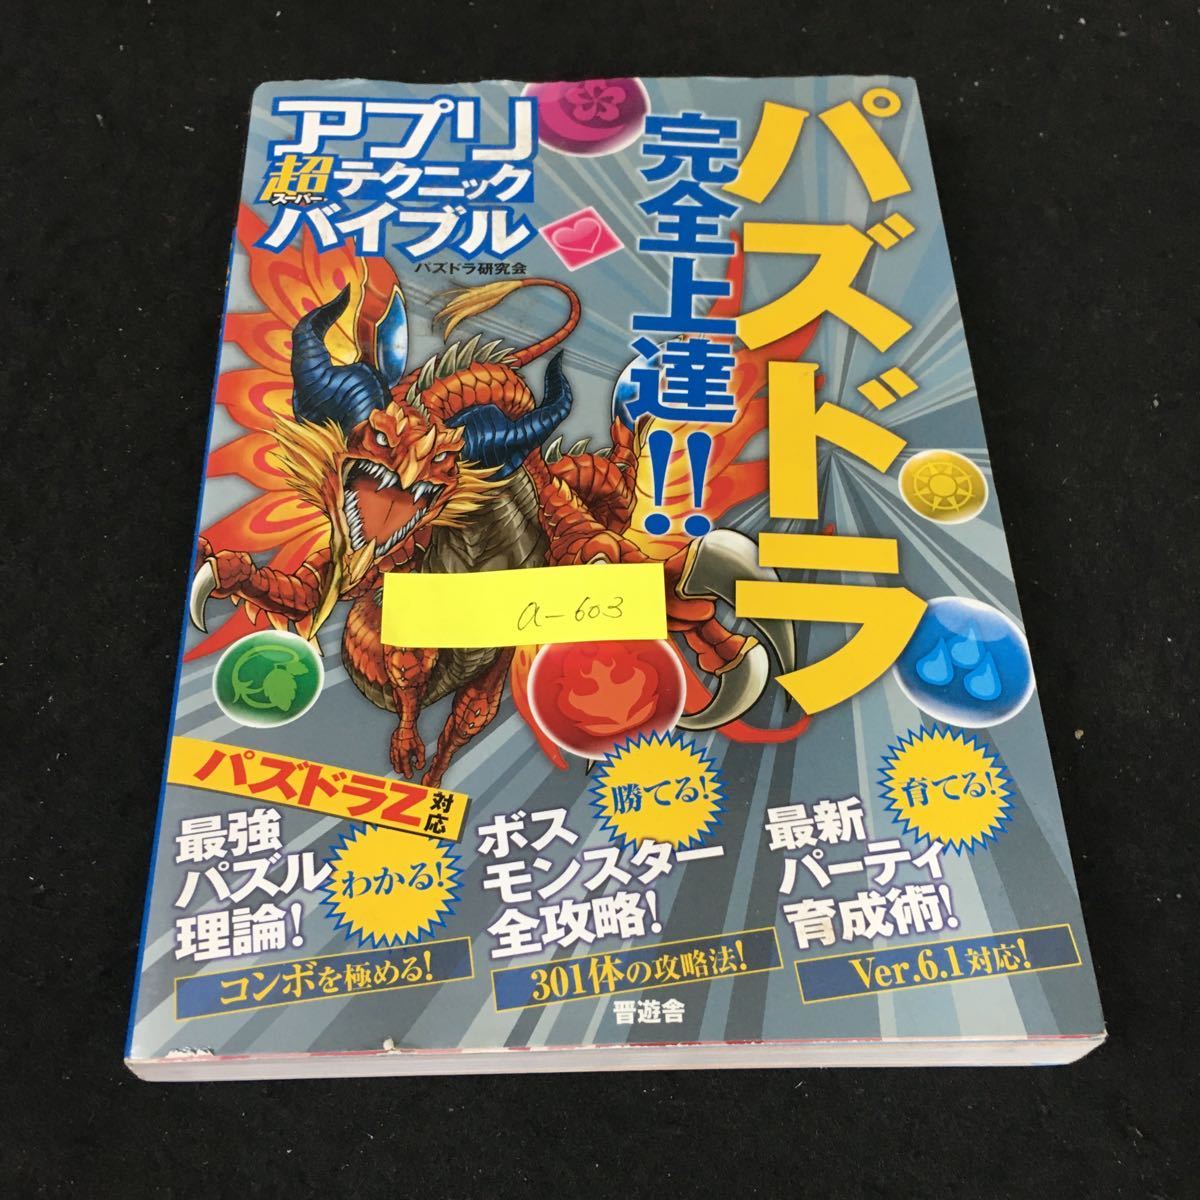 アプリ
超テクニック
スーパー
バイブル
パズドラ研究会
パズドラ
完全上達!!
a-603
パズドラZ対応
最強
パズル
理論!
わかる!
コンボを極める!
ボス
モンスター
全攻略!
勝てる!
301体の攻略法!
最新
パーティ
育成術!
育てる!
Ver.6.1対応!
晋遊舎